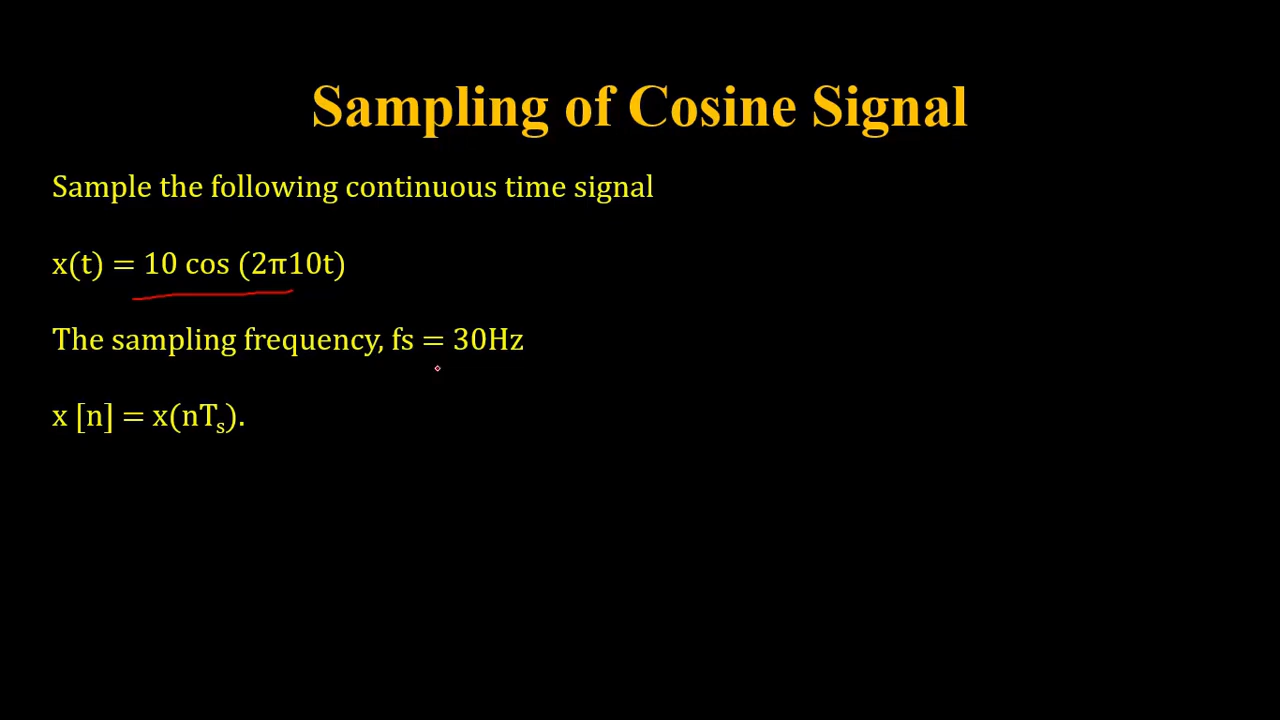 Sampling of Cosine Signal
Sample the following continuous time signal
x(t) = 10 cos (2π10t)
The sampling frequency, fs = 30Hz
x [n] = x(nTₛ).